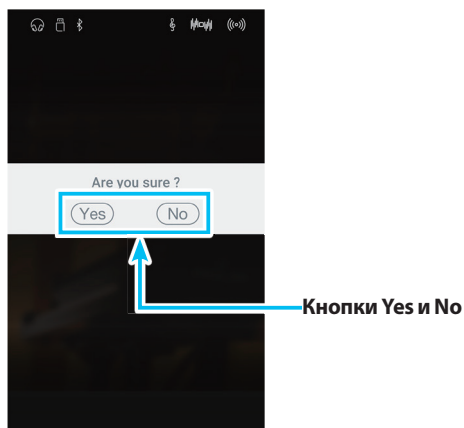 Are you sure ?
Yes No
Кнопки Yes и No